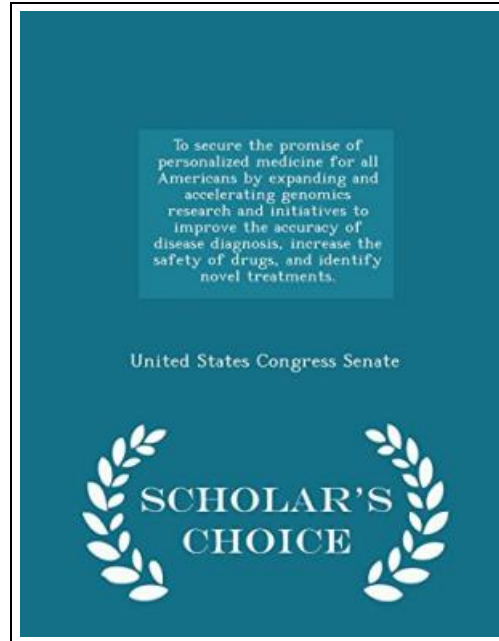 To secure the promise of
personalized medicine for all
Americans by expanding and
accelerating genomics
research and initiatives to
improve the accuracy of
disease diagnosis, increase the
safety of drugs, and identify
novel treatments.
United States Congress Senate
SCHOLAR'S
CHOICE